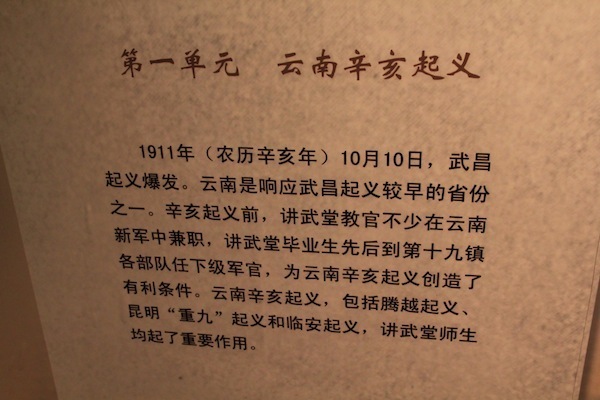 第一单元　云南辛亥起义
1911年（农历辛亥年）10月10日，武昌
起义爆发。云南是响应武昌起义较早的省份
之一。辛亥起义前，讲武堂教官不少在云南
新军中兼职，讲武堂毕业生先后到第十九镇
各部队任下级军官，为云南辛亥起义创造了
有利条件。云南辛亥起义，包括腾越起义、
昆明“重九”起义和临安起义，讲武堂师生
均起了重要作用。